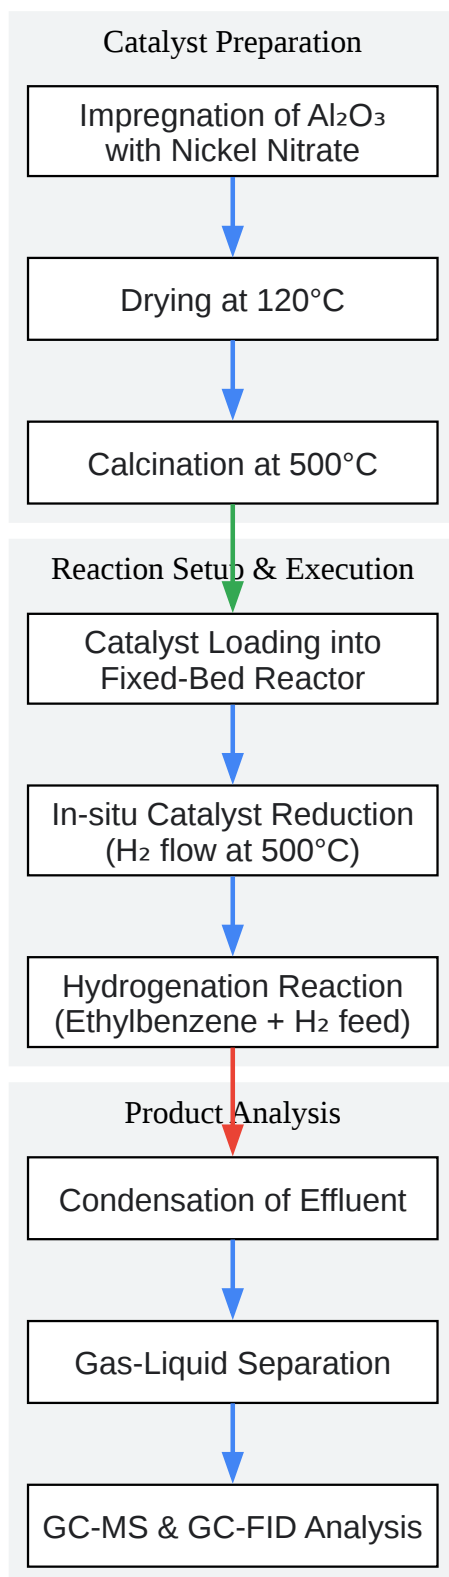 Catalyst Preparation
Impregnation of Al₂O₃
with Nickel Nitrate
Drying at 120°C
Calcination at 500°C
Reaction Setup & Execution
Catalyst Loading into
Fixed-Bed Reactor
In-situ Catalyst Reduction
(H₂ flow at 500°C)
Hydrogenation Reaction
(Ethylbenzene + H₂ feed)
Product Analysis
Condensation of Effluent
Gas-Liquid Separation
GC-MS & GC-FID Analysis